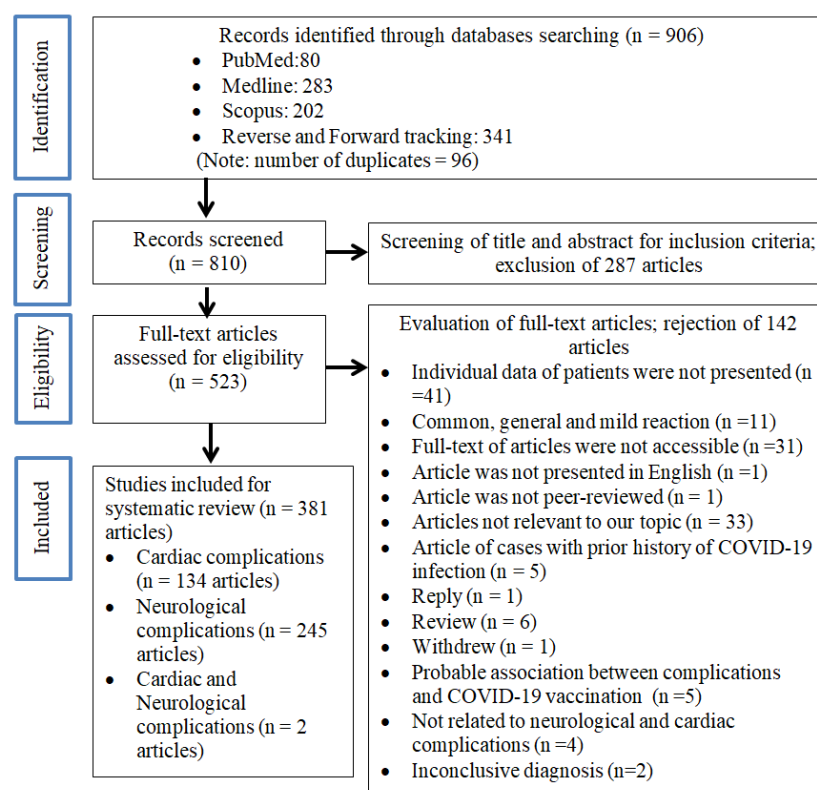 Identification
Records identified through databases searching (n = 906)
• PubMed:80
• Medline: 283
• Scopus: 202
• Reverse and Forward tracking: 341
(Note: number of duplicates = 96)
Screening
Records screened
(n = 810)
Screening of title and abstract for inclusion criteria;
exclusion of 287 articles
Eligibility
Full-text articles
assessed for eligibility
(n = 523)
Evaluation of full-text articles; rejection of 142
articles
• Individual data of patients were not presented (n
=41)
• Common, general and mild reaction (n =11)
• Full-text of articles were not accessible (n =31)
• Article was not presented in English (n =1)
• Article was not peer-reviewed (n = 1)
• Articles not relevant to our topic (n = 33)
• Article of cases with prior history of COVID-19
infection (n = 5)
• Reply (n = 1)
• Review (n = 6)
• Withdrew (n = 1)
• Probable association between complications
and COVID-19 vaccination (n =5)
• Not related to neurological and cardiac
complications (n =4)
• Inconclusive diagnosis (n=2)
Included
Studies included for
systematic review (n = 381
articles)
• Cardiac complications
(n = 134 articles)
• Neurological
complications (n = 245
articles)
• Cardiac and
Neurological
complications (n = 2
articles)